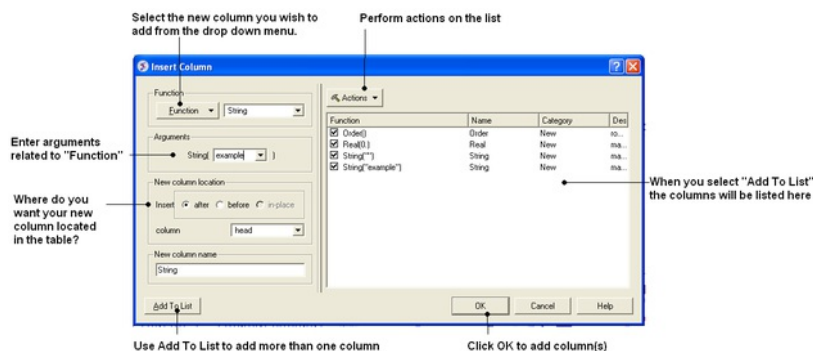 Select the new column you wish to
add from the drop down menu.
Perform actions on the list
Insert Column
Function
Function
String
Actions
Function Name Category Des
Order() Order New ro...
Real(0.) Real New ma...
String("") String New ma...
String("example") String New ma...
Enter arguments
related to "Function"
Arguments
String( example )
When you select "Add To List"
the columns will be listed here
Where do you
want your new
column located
in the table?
New column location
Insert after before in-place
column head
New column name
String
Add To List
OK
Cancel
Help
Use Add To List to add more than one column
Click OK to add column(s)